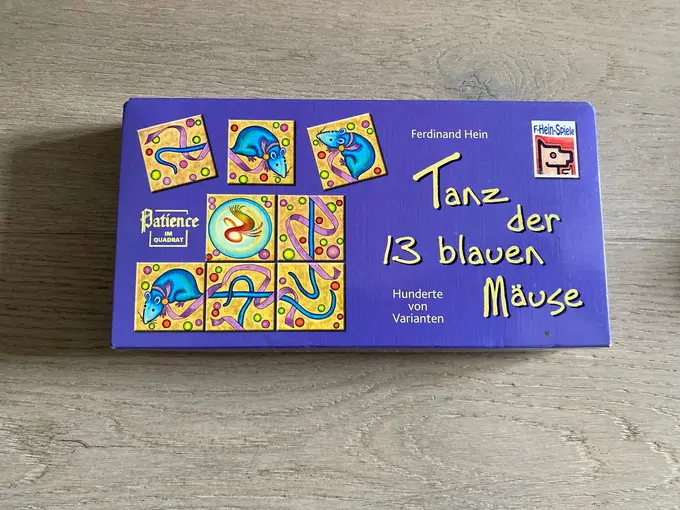 Ferdinand Hein
F-Hein-Spiele
Tanz
der
13 blauen
Mäuse
Patience
IM
QUADRAT
Hunderte
von
Varianten